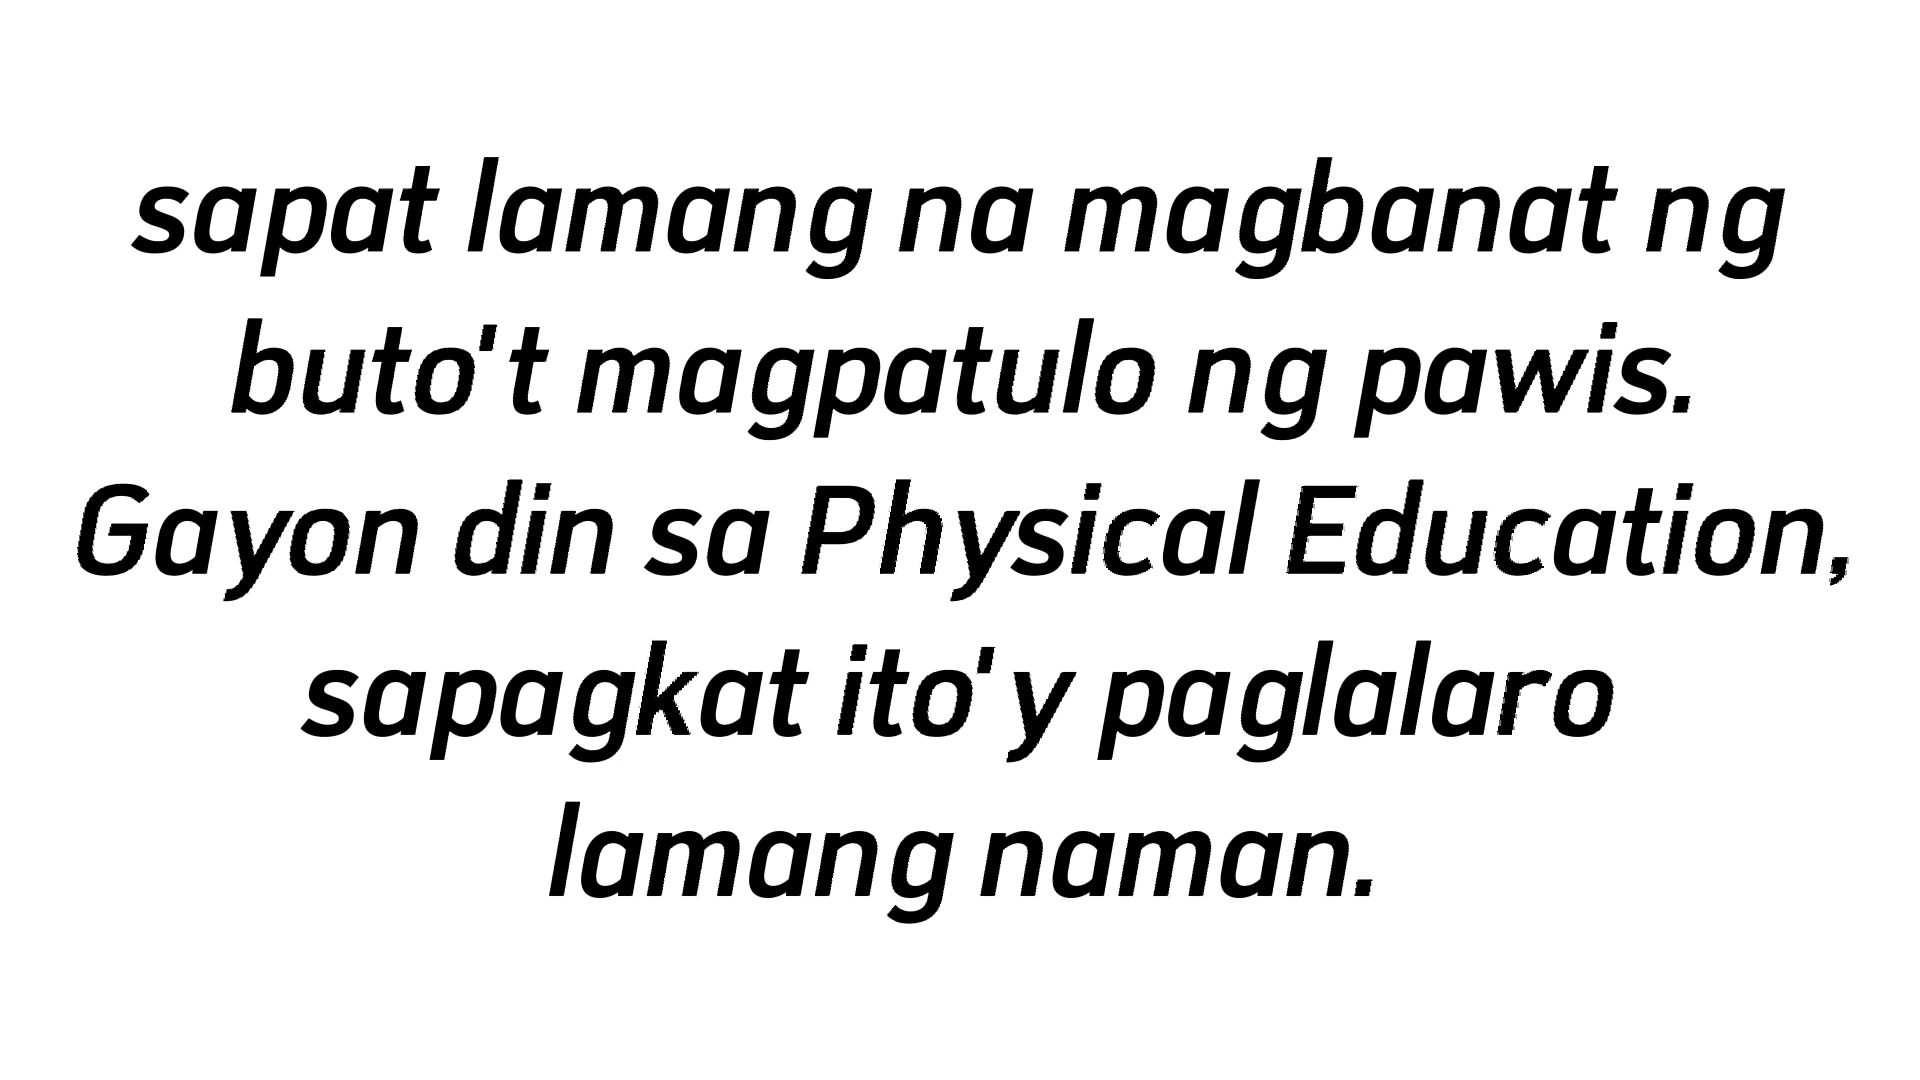 sapat lamang na magbanat ng
buto't magpatulo ng pawis.
Gayon din sa Physical Education,
sapagkat ito'y paglalaro
lamang naman.